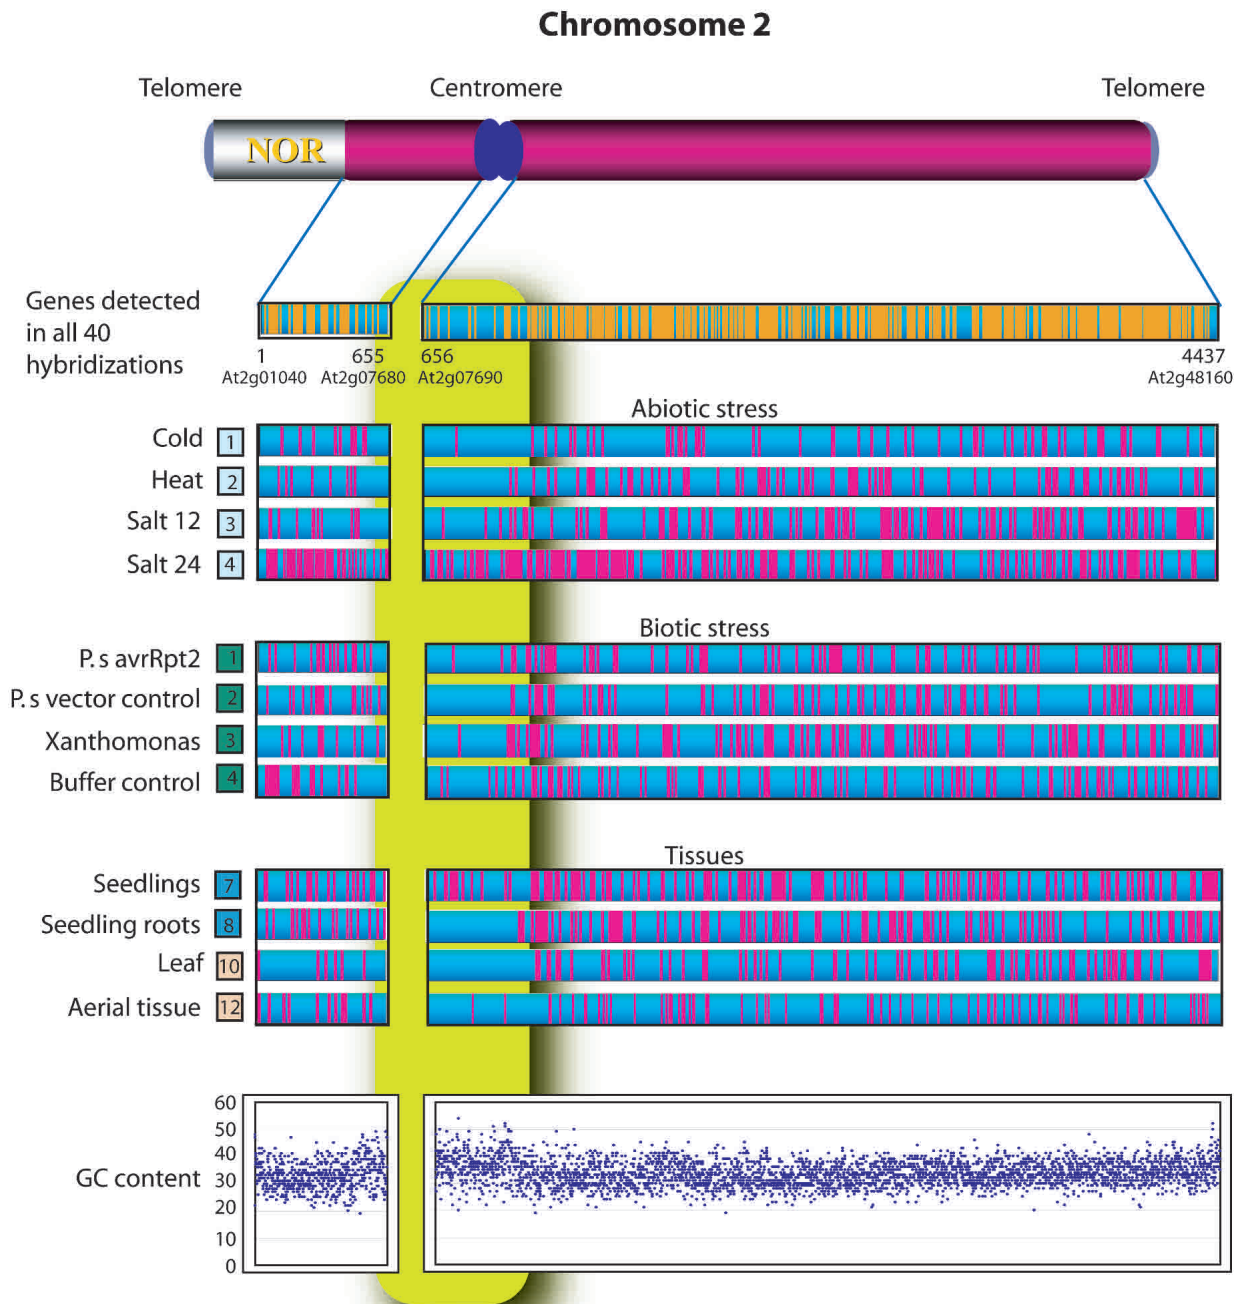 Chromosome 2
Telomere Centromere Telomere
NOR
Genes detected
in all 40
hybridizations
1 655 656 4437
At2g01040 At2g07680 At2g07690 At2g48160
Abiotic stress
Cold 1
Heat 2
Salt 12 3
Salt 24 4
Biotic stress
P. s avrRpt2 1
P. s vector control 2
Xanthomonas 3
Buffer control 4
Tissues
Seedlings 7
Seedling roots 8
Leaf 10
Aerial tissue 12
60
50
40
GC content 30
20
10
0